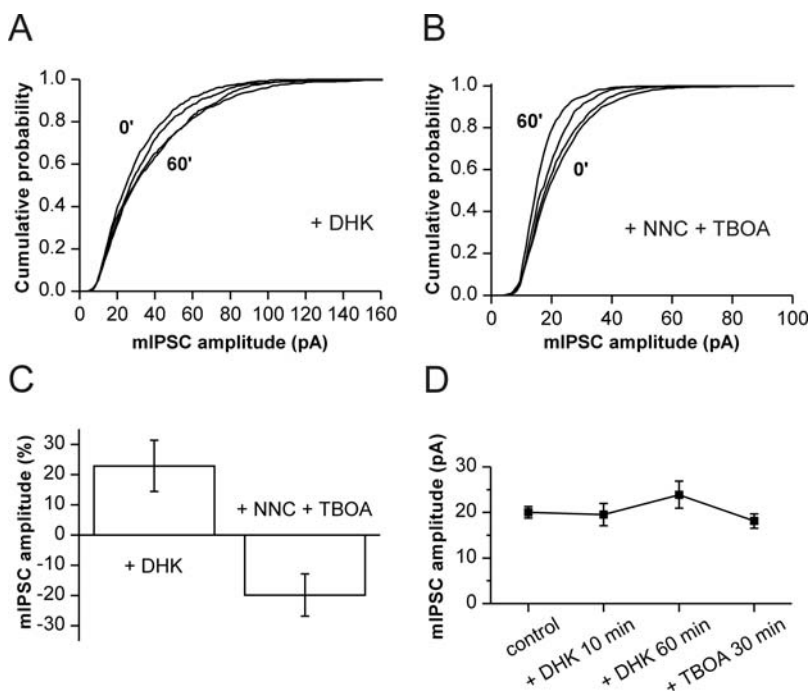 A
Cumulative probability
1.0
0.8
0.6
0.4
0.2
0.0
0'
60'
+ DHK
0 20 40 60 80 100 120 140 160
mIPSC amplitude (pA)
B
Cumulative probability
1.0
0.8
0.6
0.4
0.2
0.0
60'
0'
+ NNC + TBOA
0 20 40 60 80 100
mIPSC amplitude (pA)
C
mIPSC amplitude (%)
30
20
10
0
-10
-20
-30
+ NNC + TBOA
+ DHK
D
mIPSC amplitude (pA)
30
20
10
0
control
+ DHK 10 min
+ DHK 60 min
+ TBOA 30 min